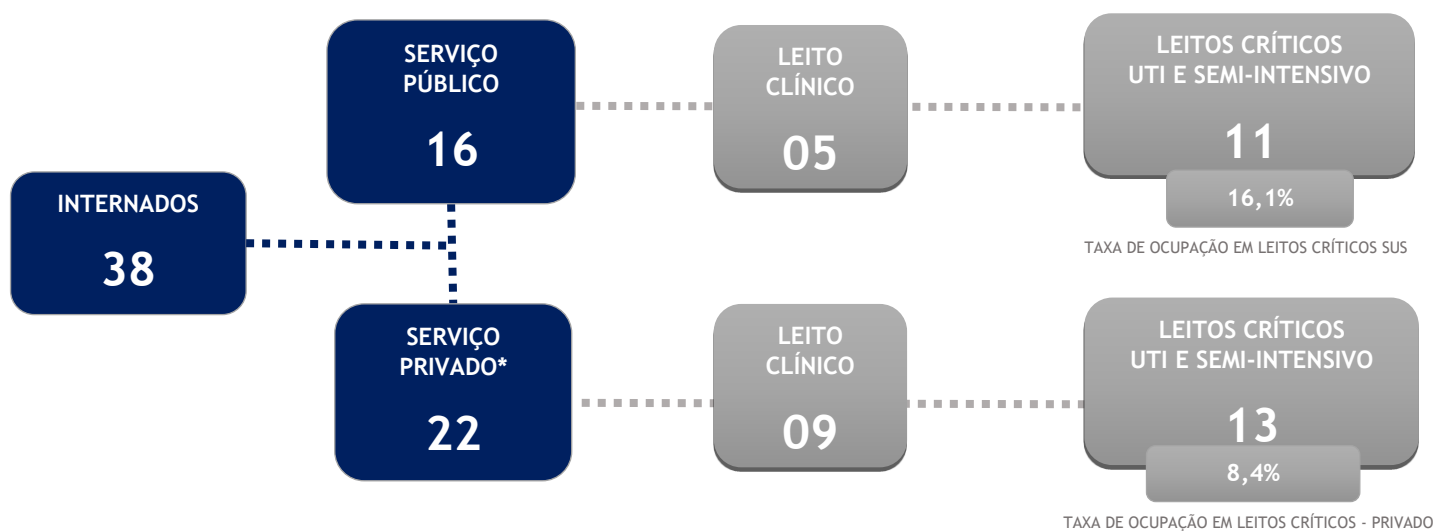 INTERNADOS
38
SERVIÇO
PÚBLICO
16
LEITO
CLÍNICO
05
LEITOS CRÍTICOS
UTI E SEMI-INTENSIVO
11
16,1%
TAXA DE OCUPAÇÃO EM LEITOS CRÍTICOS SUS
SERVIÇO
PRIVADO*
22
LEITO
CLÍNICO
09
LEITOS CRÍTICOS
UTI E SEMI-INTENSIVO
13
8,4%
TAXA DE OCUPAÇÃO EM LEITOS CRÍTICOS - PRIVADO